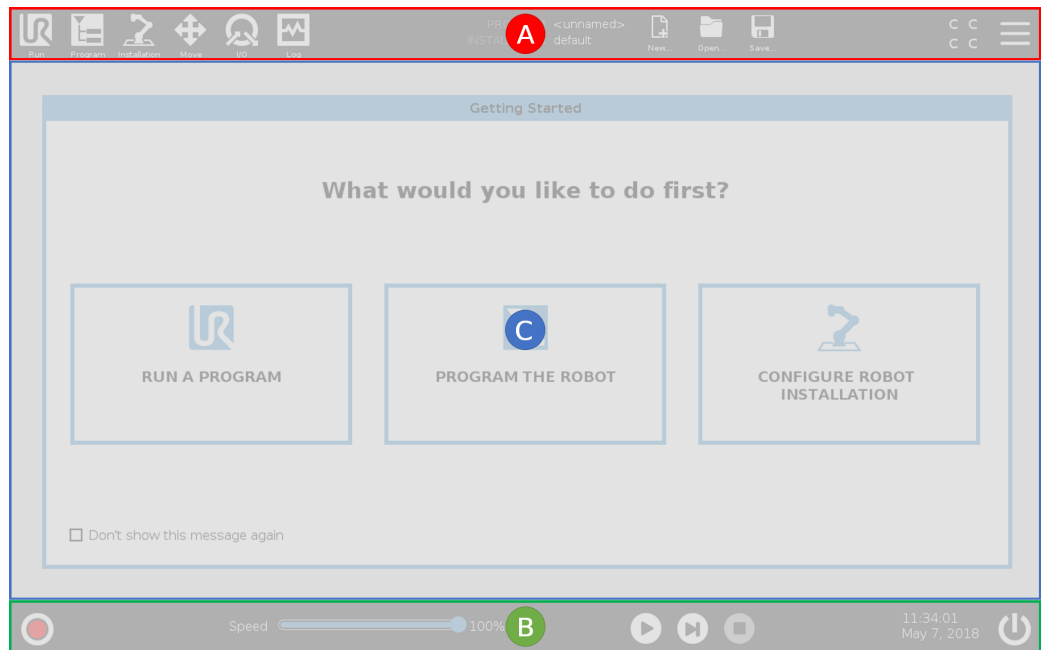 Run Program Installation Move I/O Log
<unnamed>
default
New... Open... Save...
C C
C C
A
Getting Started
What would you like to do first?
RUN A PROGRAM
PROGRAM THE ROBOT
CONFIGURE ROBOT
INSTALLATION
C
Don't show this message again
Speed 100%
B
11:34:01
May 7, 2018